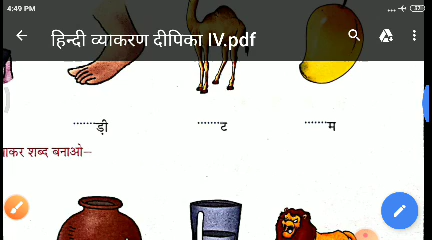 4:49 PM
हिन्दी व्याकरण दीपिका IV.pdf
.......ड़ी .......ट .......म
कर शब्द बनाओ–